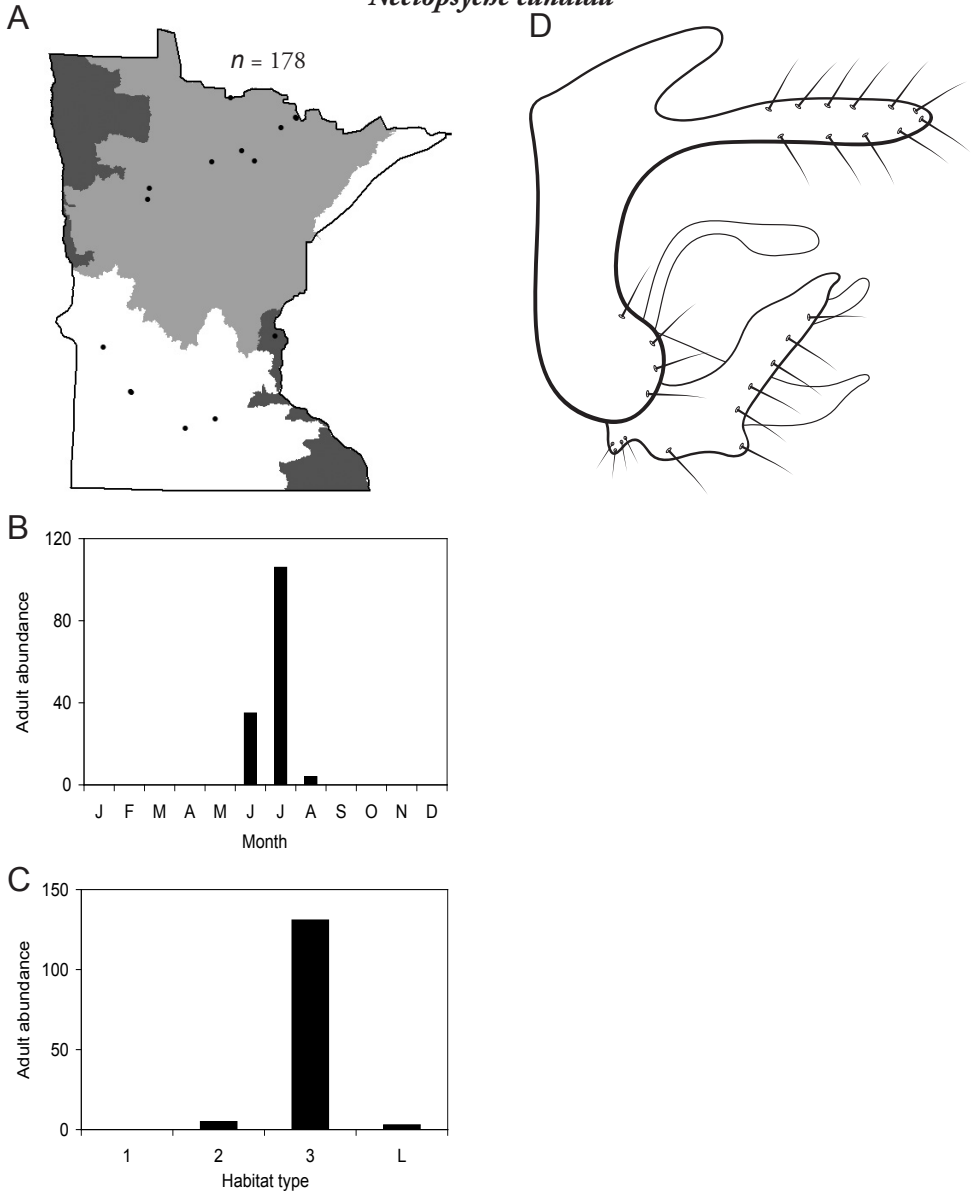 Nectopsyche candida
A
D
n = 178
B
120
80
40
0
Adult abundance
J F M A M J J A S O N D
Month
C
150
100
50
0
Adult abundance
1 2 3 L
Habitat type